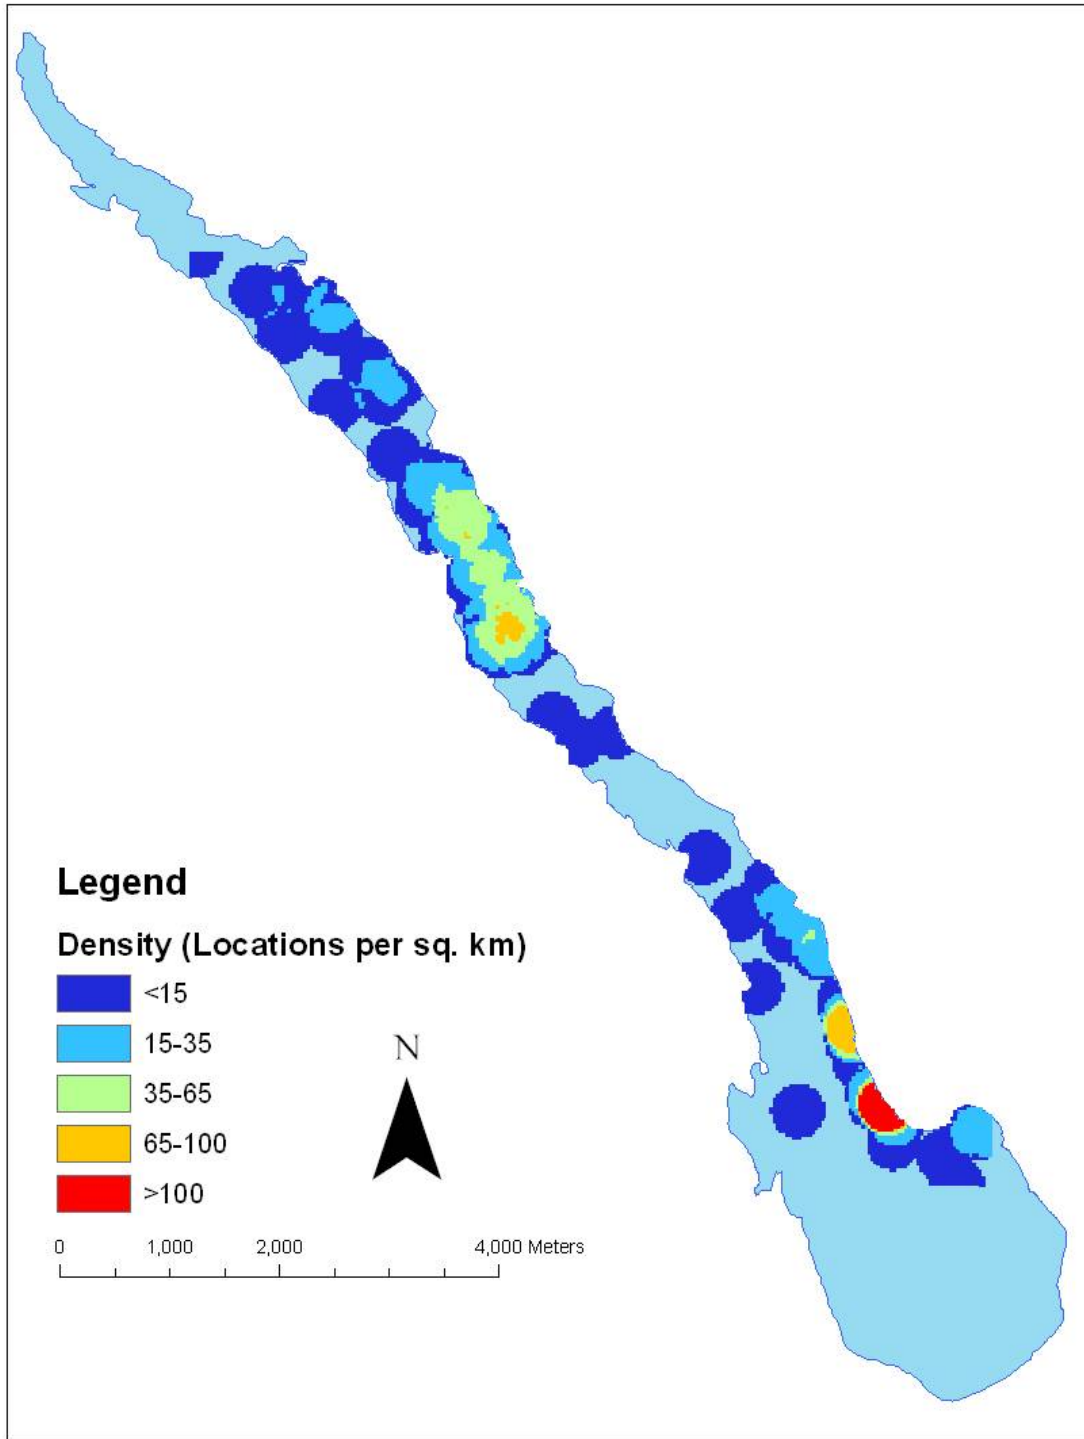 Legend
Density (Locations per sq. km)
<15
15-35
35-65
65-100
>100
N
0 1,000 2,000 4,000 Meters